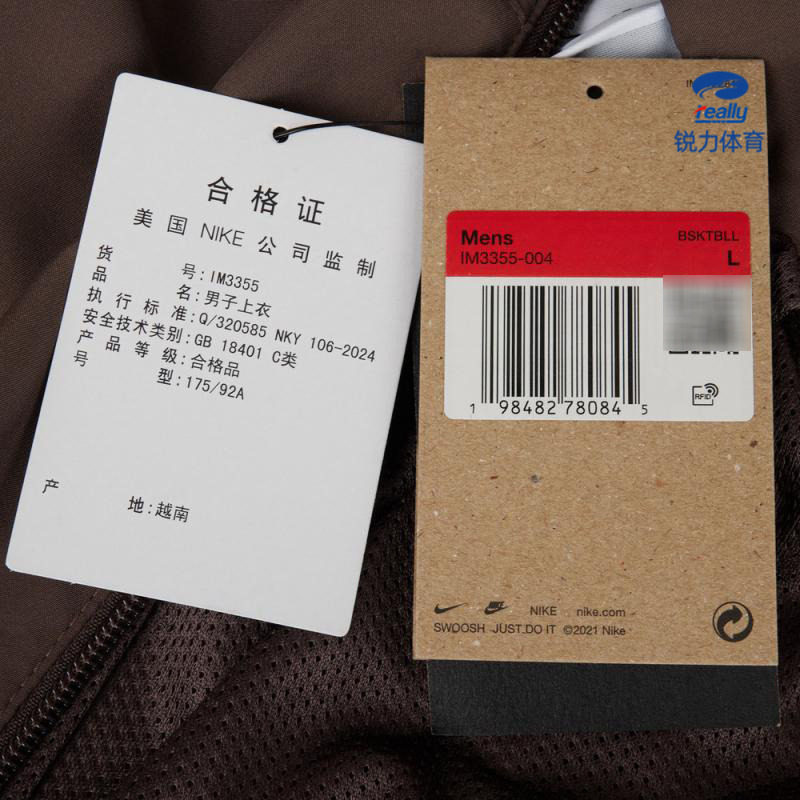 合格证
美国 NIKE 公司监制
货号:IM3355
品名:男子上衣
执行标准:Q/320585 NKY 106-2024
安全技术类别:GB 18401 C类
产品等级:合格品
号型:175/92A
产地:越南
really
锐力体育
Mens
BSKTBLL
IM3355-004
L
1 98482 78084 5
RFID
NIKE nike.com
SWOOSH JUST DO IT ©2021 Nike